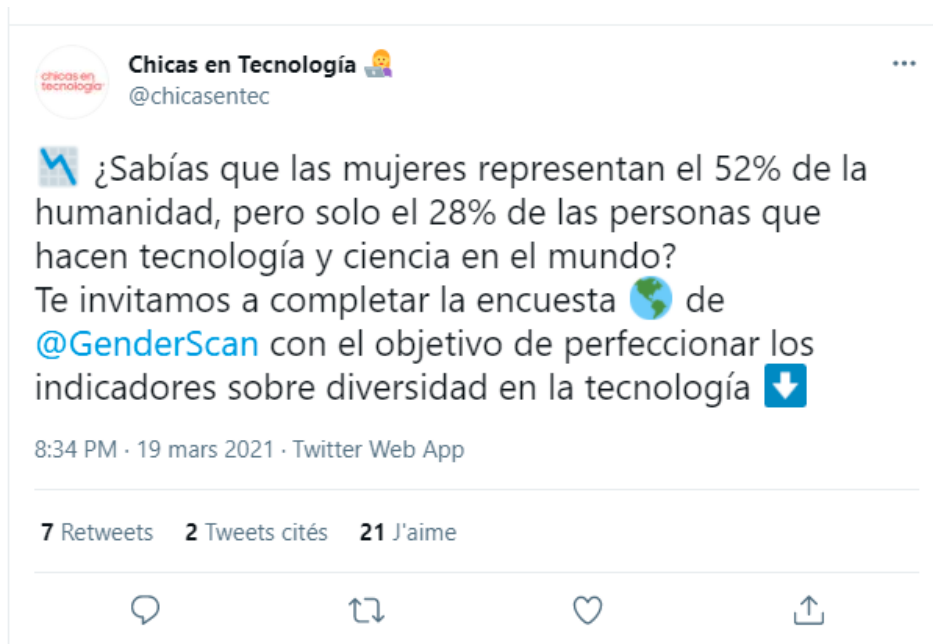 chicas en
tecnología
Chicas en Tecnología 👩‍💻
@chicasentec
📉 ¿Sabías que las mujeres representan el 52% de la
humanidad, pero solo el 28% de las personas que
hacen tecnología y ciencia en el mundo?
Te invitamos a completar la encuesta 🌎 de
@GenderScan con el objetivo de perfeccionar los
indicadores sobre diversidad en la tecnología ⬇
8:34 PM · 19 mars 2021 · Twitter Web App
7 Retweets 2 Tweets cités 21 J'aime